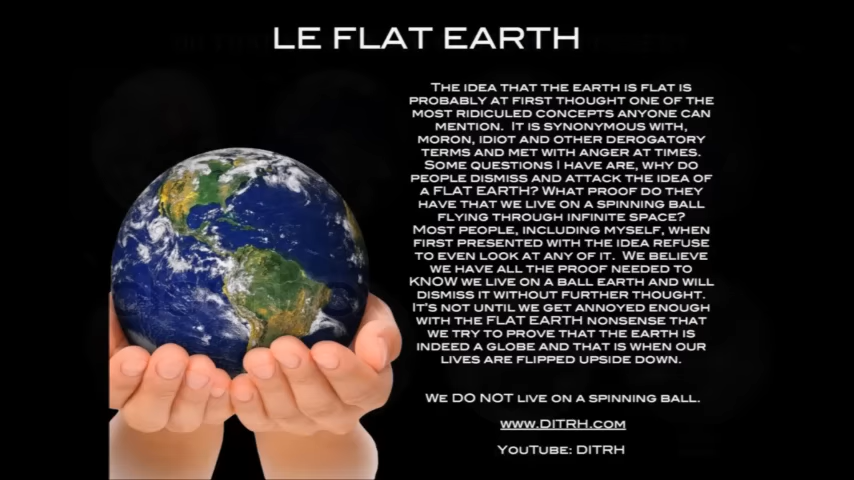 LE FLAT EARTH
THE IDEA THAT THE EARTH IS FLAT IS
PROBABLY AT FIRST THOUGHT ONE OF THE
MOST RIDICULED CONCEPTS ANYONE CAN
MENTION. IT IS SYNONYMOUS WITH,
MORON, IDIOT AND OTHER DEROGATORY
TERMS AND MET WITH ANGER AT TIMES.
SOME QUESTIONS I HAVE ARE, WHY DO
PEOPLE DISMISS AND ATTACK THE IDEA OF
A FLAT EARTH? WHAT PROOF DO THEY
HAVE THAT WE LIVE ON A SPINNING BALL
FLYING THROUGH INFINITE SPACE?
MOST PEOPLE, INCLUDING MYSELF, WHEN
FIRST PRESENTED WITH THE IDEA REFUSE
TO EVEN LOOK AT ANY OF IT. WE BELIEVE
WE HAVE ALL THE PROOF NEEDED TO
KNOW WE LIVE ON A BALL EARTH AND WILL
DISMISS IT WITHOUT FURTHER THOUGHT.
IT'S NOT UNTIL WE GET ANNOYED ENOUGH
WITH THE FLAT EARTH NONSENSE THAT
WE TRY TO PROVE THAT THE EARTH IS
INDEED A GLOBE AND THAT IS WHEN OUR
LIVES ARE FLIPPED UPSIDE DOWN.
WE DO NOT LIVE ON A SPINNING BALL.
WWW.DITRH.COM
YOUTUBE: DITRH